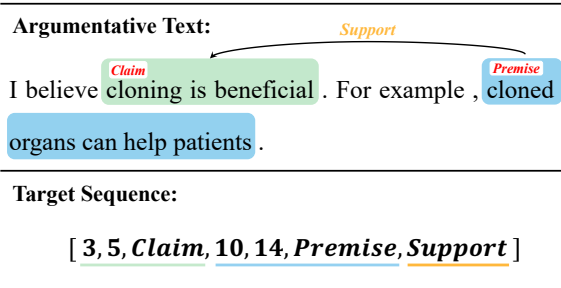 Argumentative Text:
Support
Claim
Premise
I believe cloning is beneficial . For example , cloned
organs can help patients .
Target Sequence:
[ 3, 5, Claim, 10, 14, Premise, Support ]